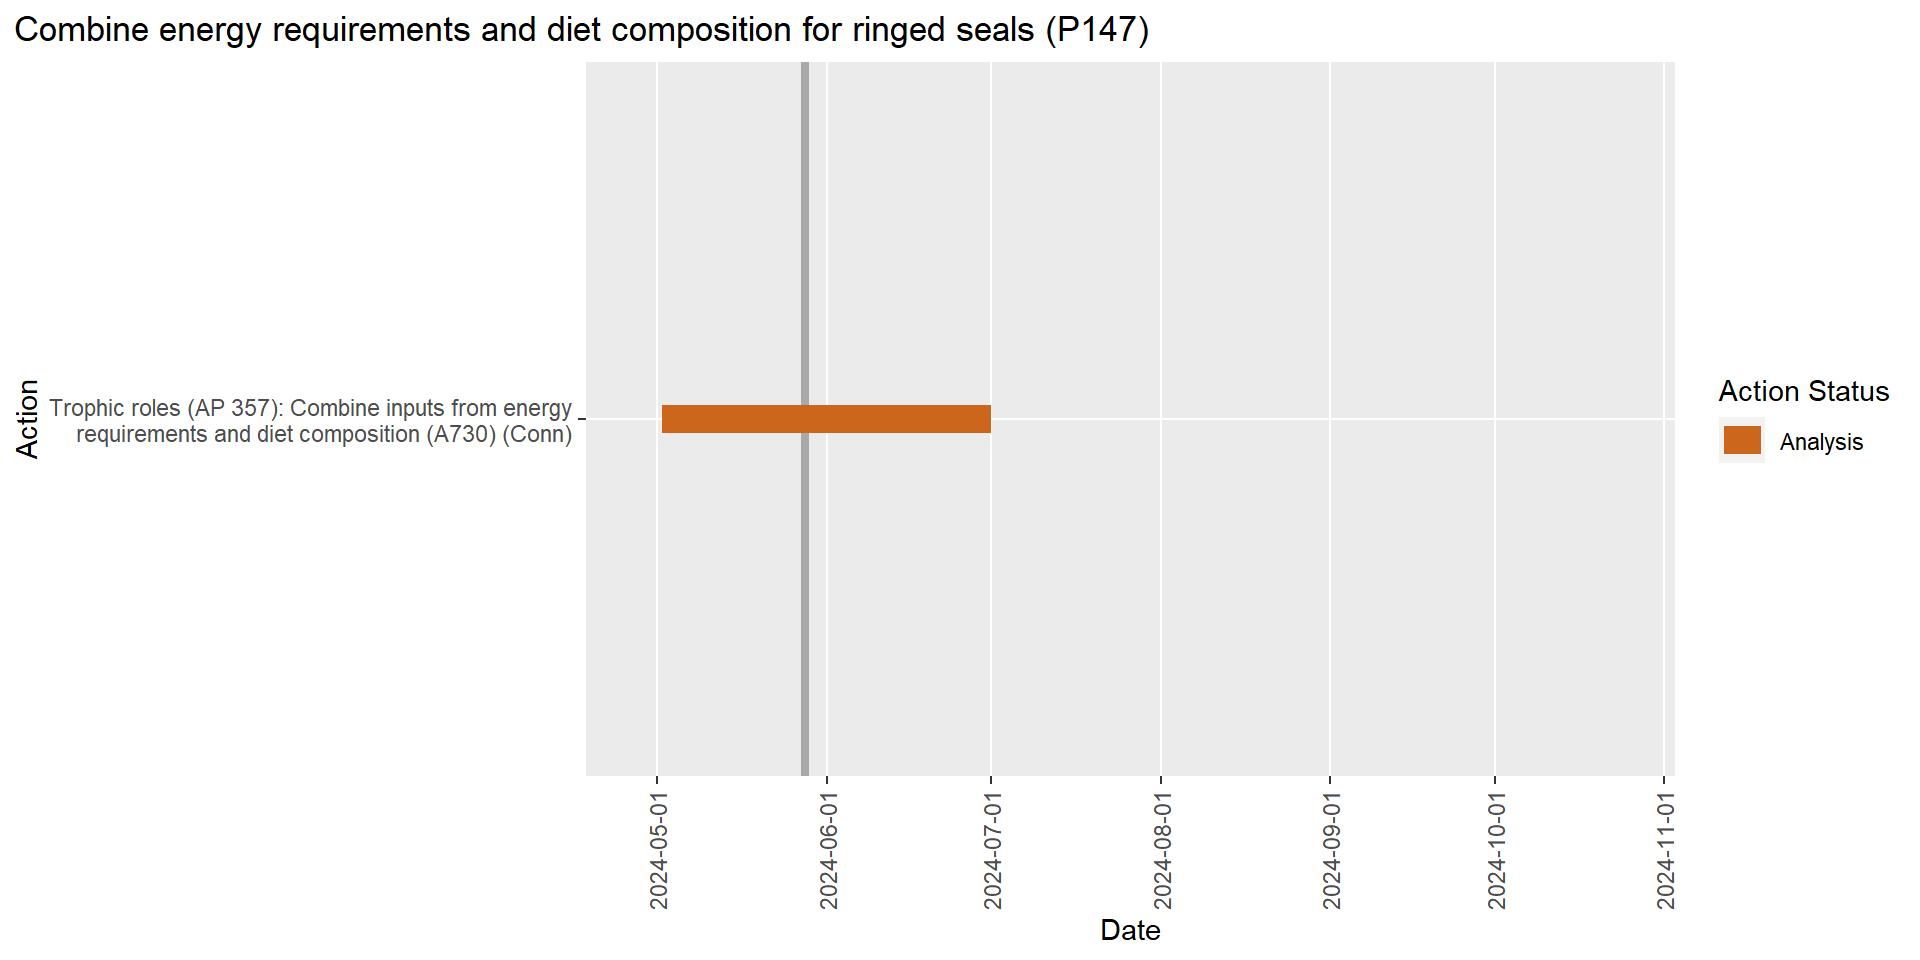 Combine energy requirements and diet composition for ringed seals (P147)
Action
Trophic roles (AP 357): Combine inputs from energy
requirements and diet composition (A730) (Conn)
Action Status
Analysis
2024-05-01
2024-06-01
2024-07-01
2024-08-01
2024-09-01
2024-10-01
2024-11-01
Date